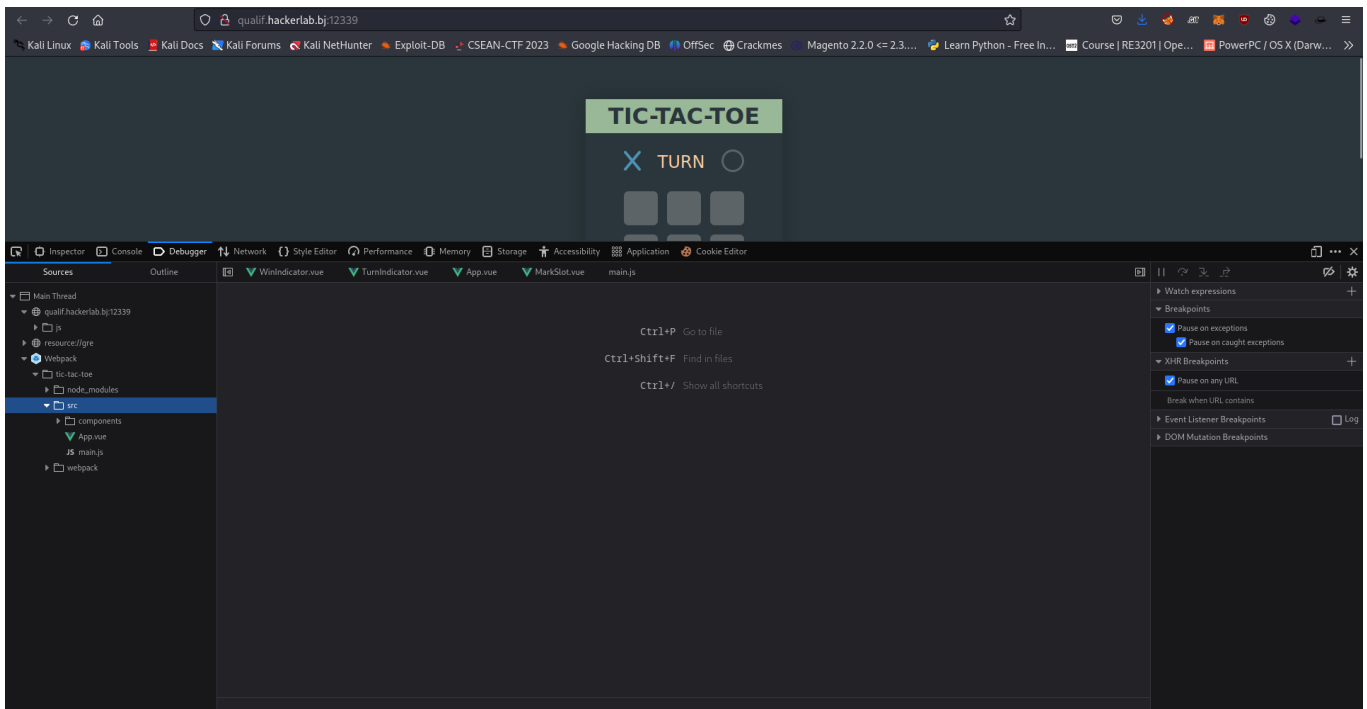 qualif.hackerlab.bj:12339
Kali Linux Kali Tools Kali Docs Kali Forums Kali NetHunter Exploit-DB CSEAN-CTF 2023 Google Hacking DB OffSec Crackmes Magento 2.2.0 <= 2.3.... Learn Python - Free In... Course | RE3201 | Ope... PowerPC / OS X (Darw...
TIC-TAC-TOE
X TURN
Inspector Console Debugger Network {} Style Editor Performance Memory Storage Accessibility Application Cookie Editor
Sources Outline WinIndicator.vue TurnIndicator.vue App.vue MarkSlot.vue main.js
Main Thread
qualif.hackerlab.bj:12339
js
resource://gre
Webpack
tic-tac-toe
node_modules
src
components
App.vue
JS main.js
webpack
Ctrl+P Go to file
Ctrl+Shift+F Find in files
Ctrl+/ Show all shortcuts
Watch expressions
Breakpoints
Pause on exceptions
Pause on caught exceptions
XHR Breakpoints
Pause on any URL
Break when URL contains
Event Listener Breakpoints Log
DOM Mutation Breakpoints